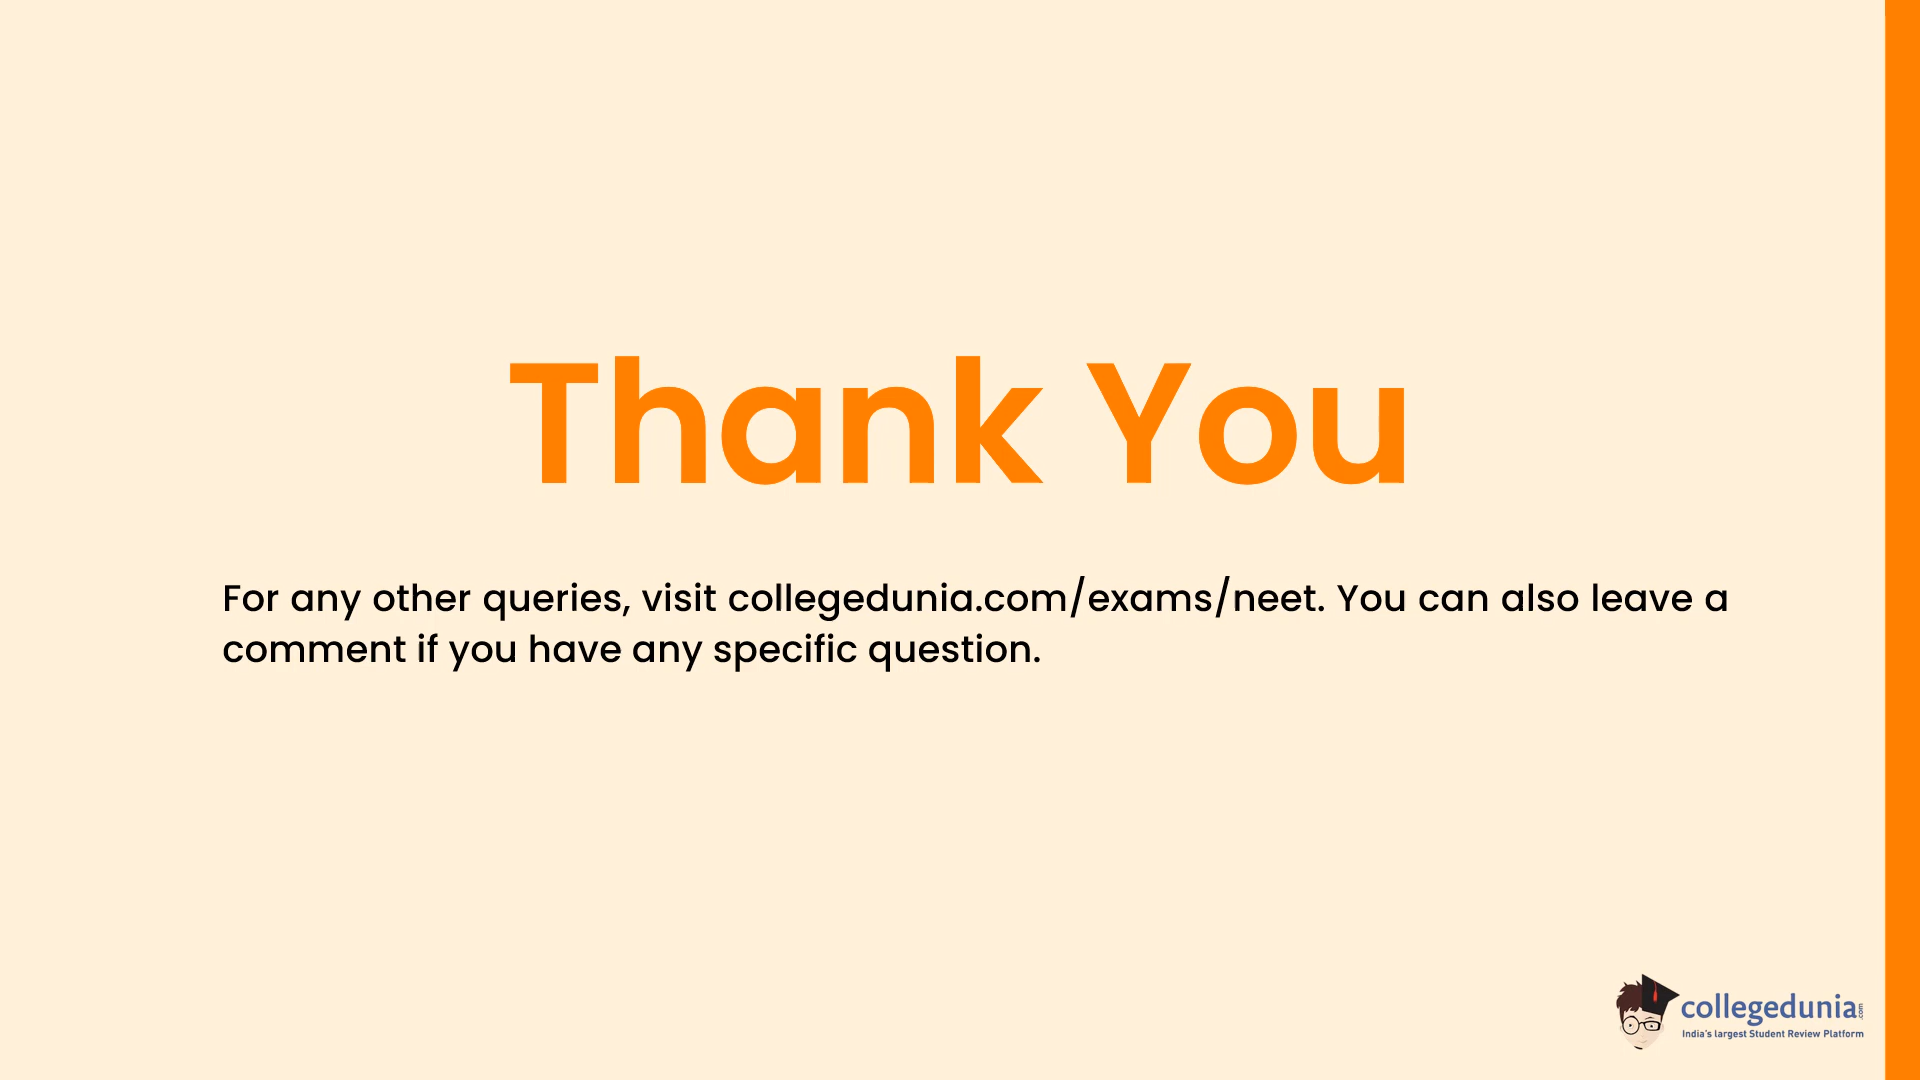 Thank You
For any other queries, visit collegedunia.com/exams/neet. You can also leave a
comment if you have any specific question.
collegedunia.com
India's largest Student Review Platform